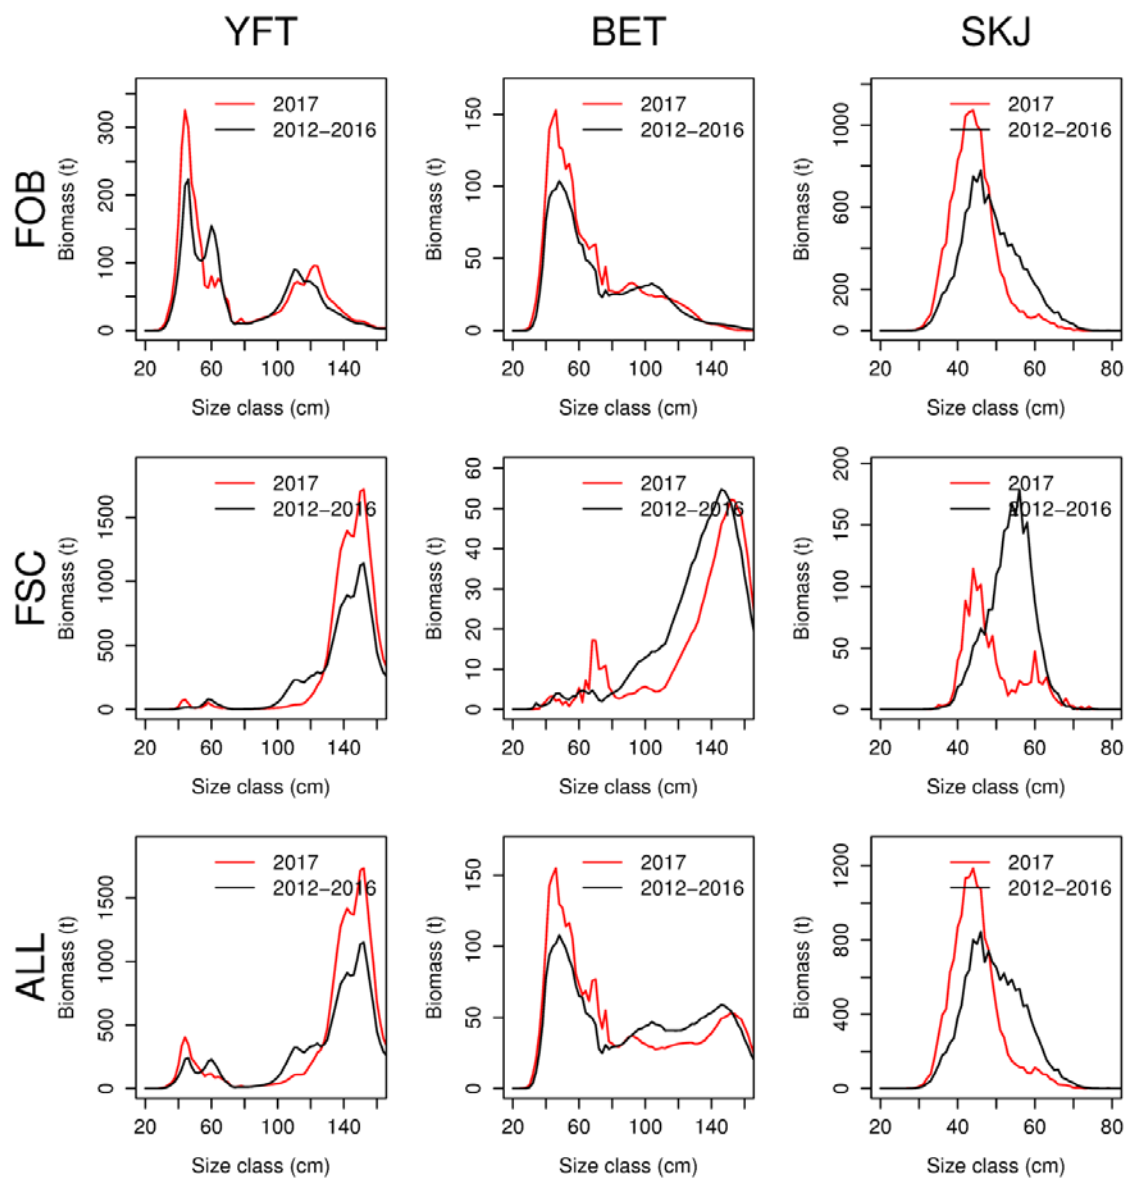 YFT BET SKJ
FOB
Biomass (t)
0 100 200 300
2017
2012−2016
20 60 100 140
Size class (cm)
Biomass (t)
0 50 100 150
2017
2012−2016
20 60 100 140
Size class (cm)
Biomass (t)
0 200 600 1000
2017
2012−2016
20 40 60 80
Size class (cm)
FSC
Biomass (t)
0 500 1000 1500
2017
2012−2016
20 60 100 140
Size class (cm)
Biomass (t)
0 10 20 30 40 50 60
2017
2012−2016
20 60 100 140
Size class (cm)
Biomass (t)
0 50 100 150 200
2017
2012−2016
20 40 60 80
Size class (cm)
ALL
Biomass (t)
0 500 1000 1500
2017
2012−2016
20 60 100 140
Size class (cm)
Biomass (t)
0 50 100 150
2017
2012−2016
20 60 100 140
Size class (cm)
Biomass (t)
0 400 800 1200
2017
2012−2016
20 40 60 80
Size class (cm)